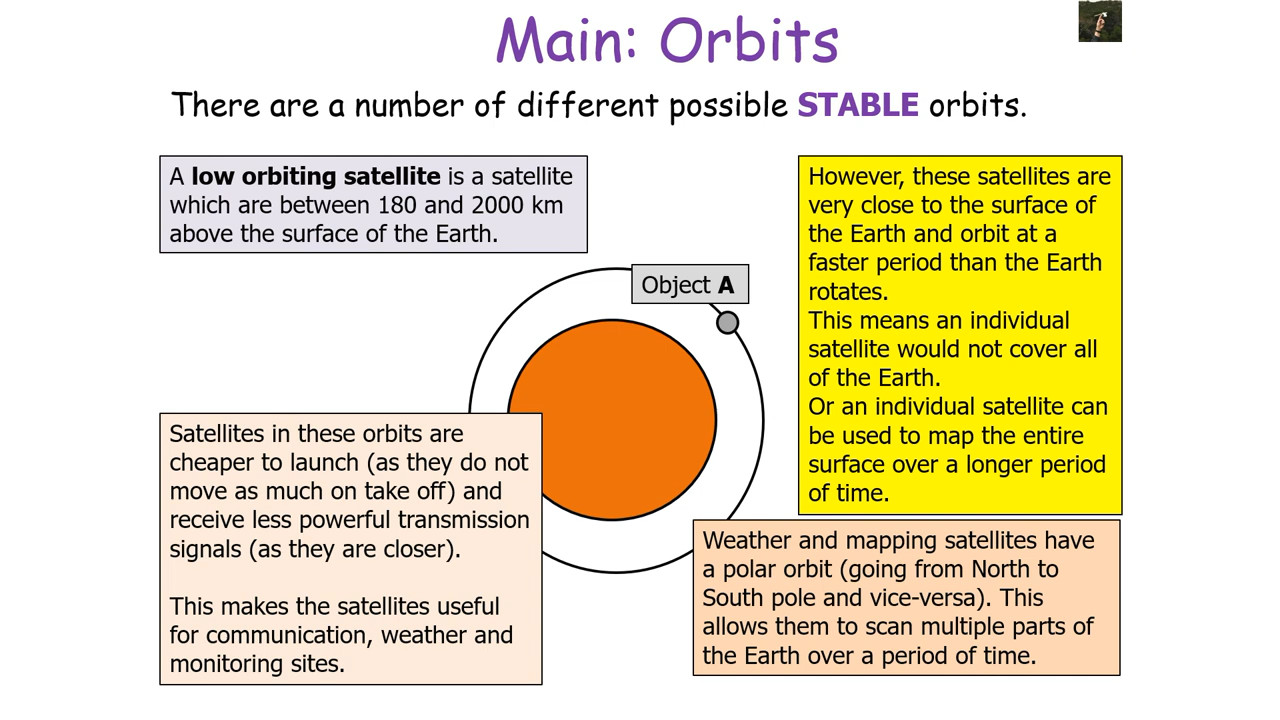 Main: Orbits
There are a number of different possible STABLE orbits.
A low orbiting satellite is a satellite
which are between 180 and 2000 km
above the surface of the Earth.
However, these satellites are
very close to the surface of
the Earth and orbit at a
faster period than the Earth
rotates.
This means an individual
satellite would not cover all
of the Earth.
Or an individual satellite can
be used to map the entire
surface over a longer period
of time.
Object A
Satellites in these orbits are
cheaper to launch (as they do not
move as much on take off) and
receive less powerful transmission
signals (as they are closer).
This makes the satellites useful
for communication, weather and
monitoring sites.
Weather and mapping satellites have
a polar orbit (going from North to
South pole and vice-versa). This
allows them to scan multiple parts of
the Earth over a period of time.